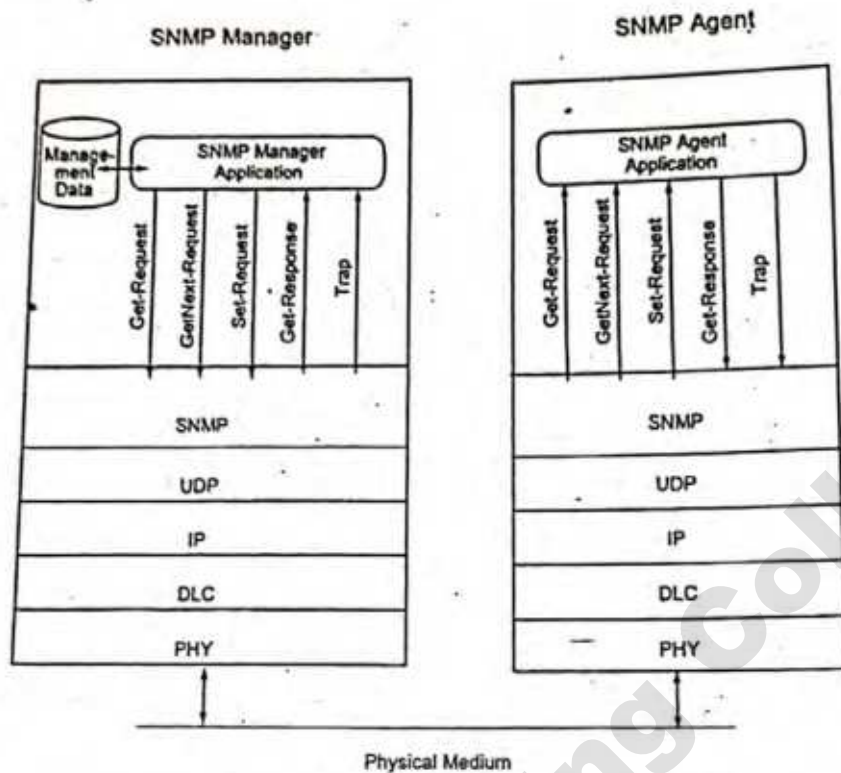 SNMP Manager
SNMP Agent
Manage-
ment
Data
SNMP Manager
Application
Get-Request
GetNext-Request
Set-Request
Get-Response
Trap
SNMP Agent
Application
Get-Request
GetNext-Request
Set-Request
Get-Response
Trap
SNMP
UDP
IP
DLC
PHY
SNMP
UDP
IP
DLC
PHY
Physical Medium